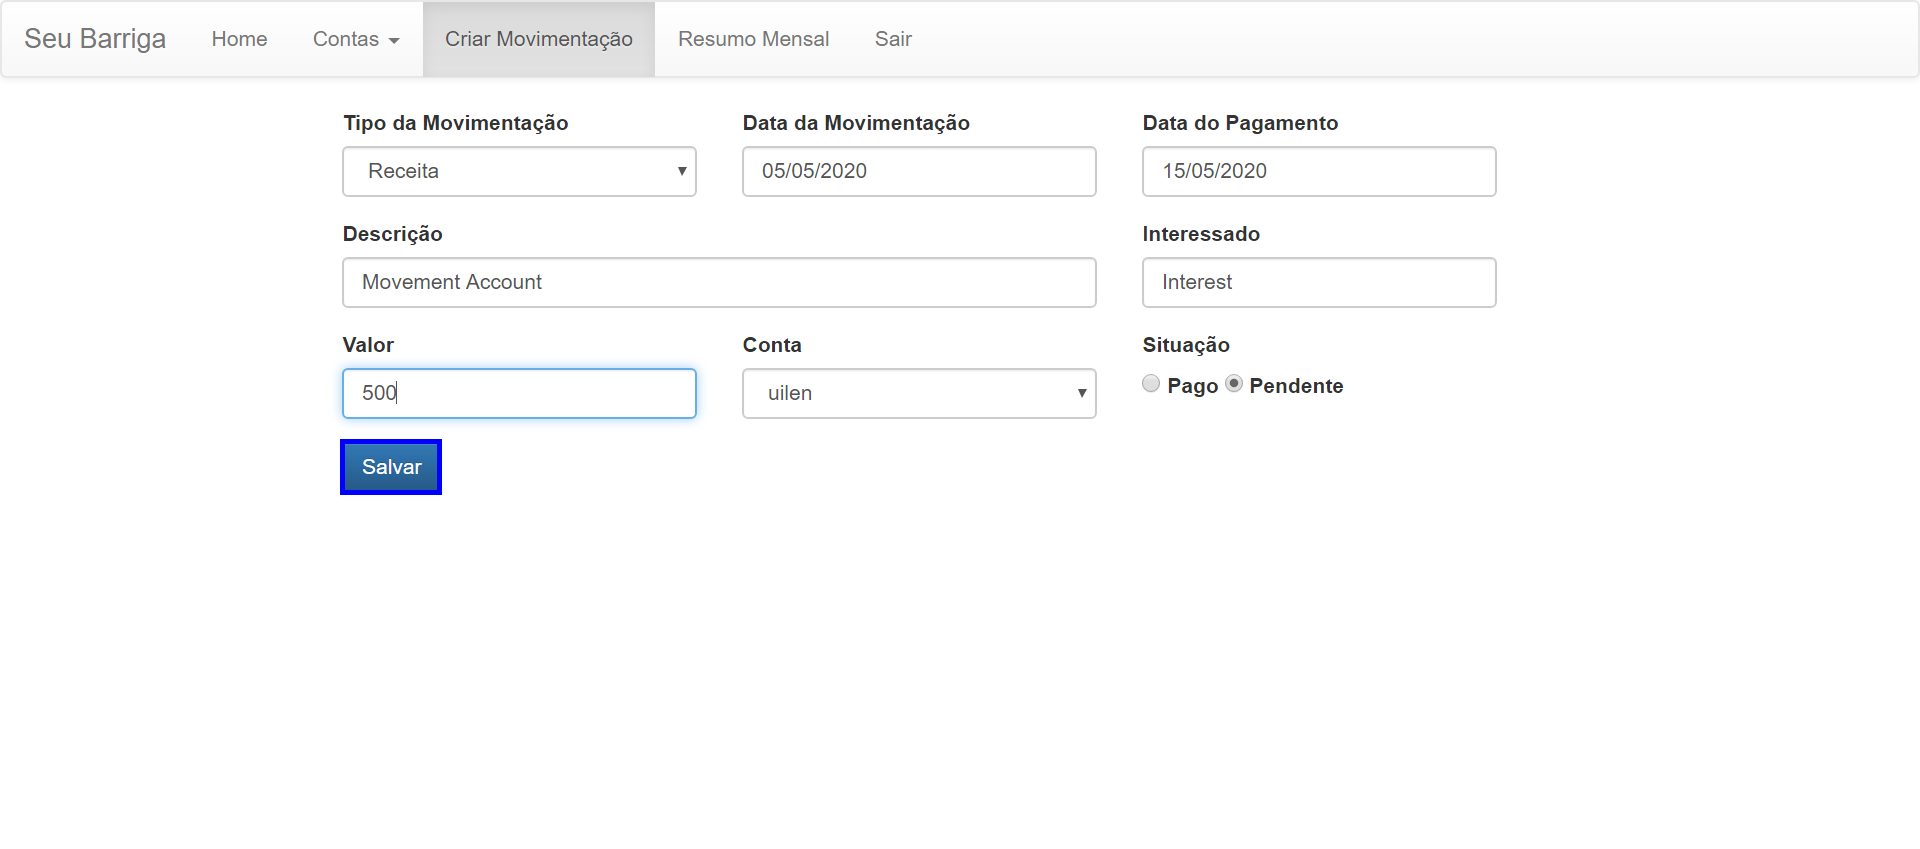 Seu Barriga Home Contas Criar Movimentação Resumo Mensal Sair
Tipo da Movimentação Data da Movimentação Data do Pagamento
Receita 05/05/2020 15/05/2020
Descrição Interessado
Movement Account Interest
Valor Conta Situação
500 uilen Pago Pendente
Salvar